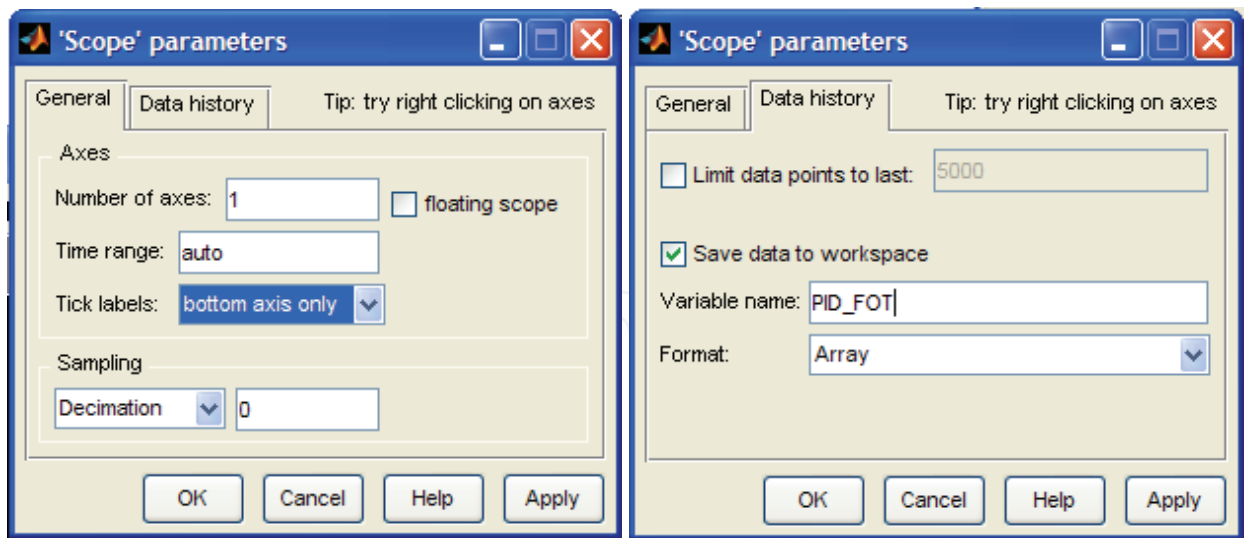 'Scope' parameters
General
Data history
Tip: try right clicking on axes
Axes
Number of axes: 1
floating scope
Time range: auto
Tick labels: bottom axis only
Sampling
Decimation 0
OK Cancel Help Apply
'Scope' parameters
General
Data history
Tip: try right clicking on axes
Limit data points to last: 5000
Save data to workspace
Variable name: PID_FOT
Format: Array
OK Cancel Help Apply